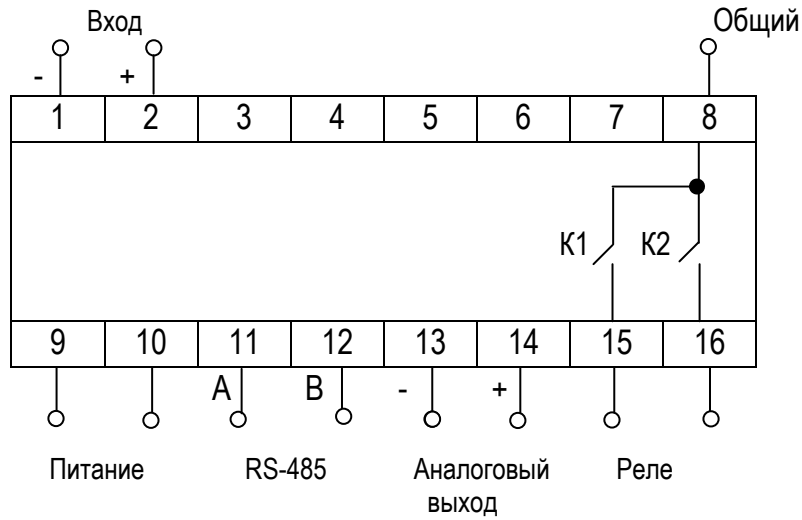 Вход
Общий
- +
1 2 3 4 5 6 7 8
К1 К2
9 10 11 12 13 14 15 16
A B - +
Питание RS-485 Аналоговый Реле
выход